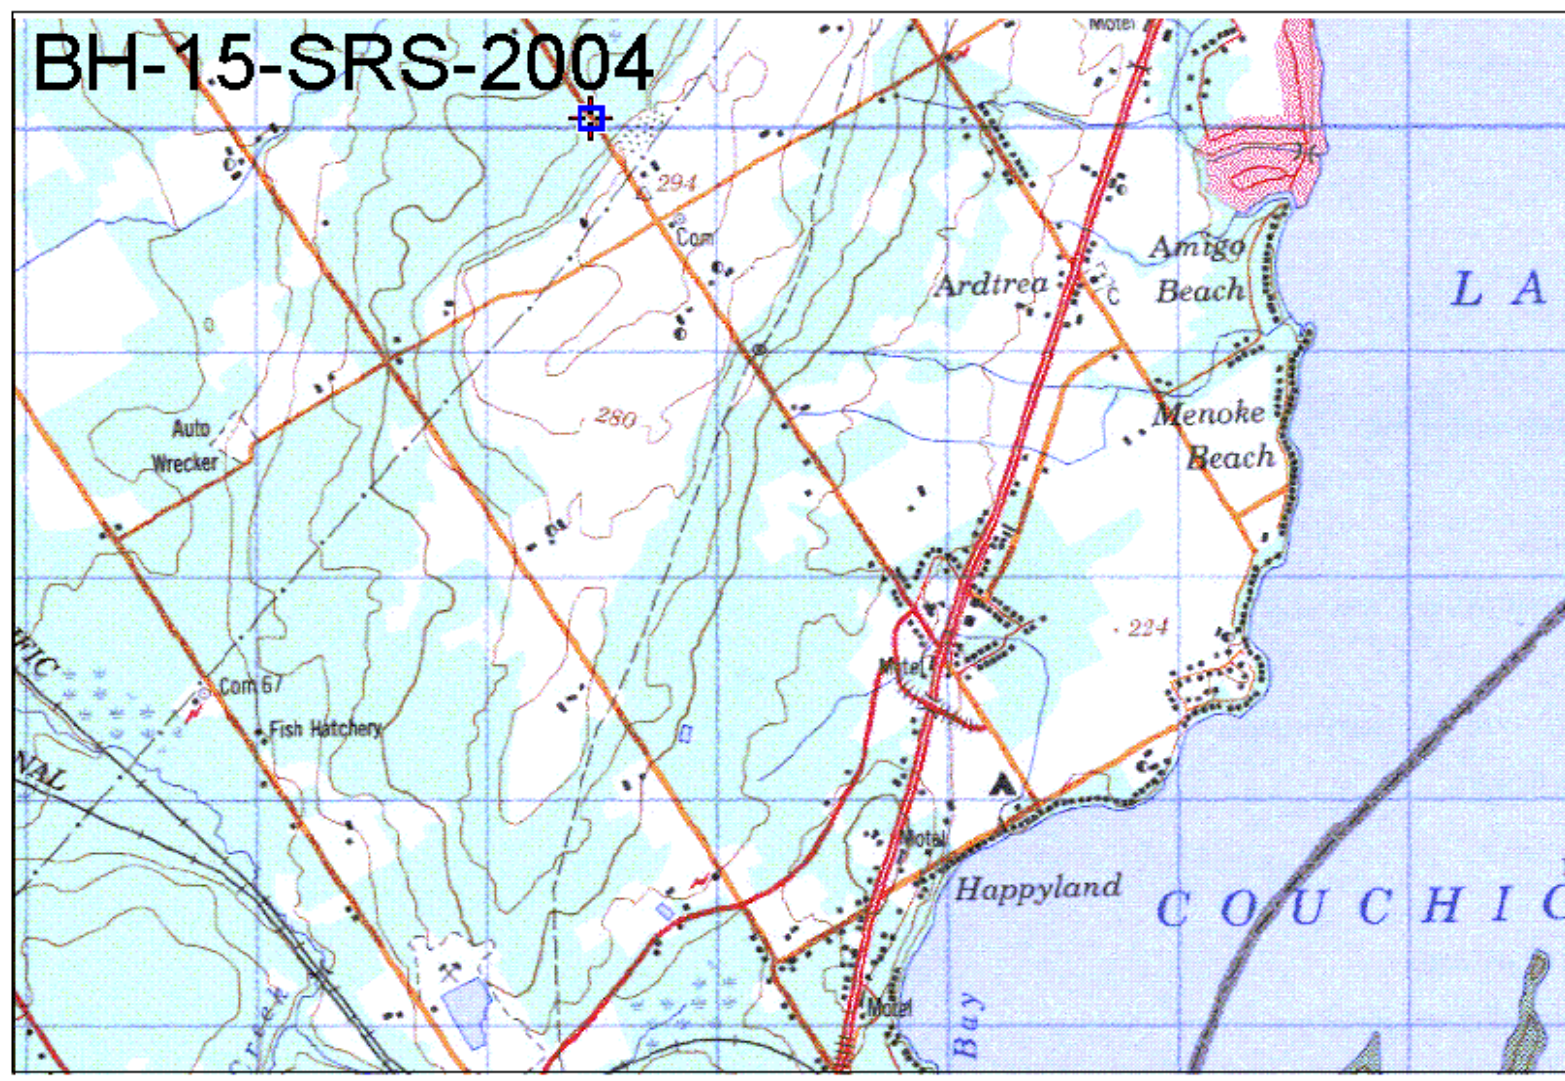 BH-15-SRS-2004
Motel
294
Com
Amigo
Beach
Ardtrea
C
L A
280
Auto
Wrecker
Menoke
Beach
224
Motel
Com 67
Fish Hatchery
Motel
Happyland
C O U C H I C
Motel
Creek
Bay